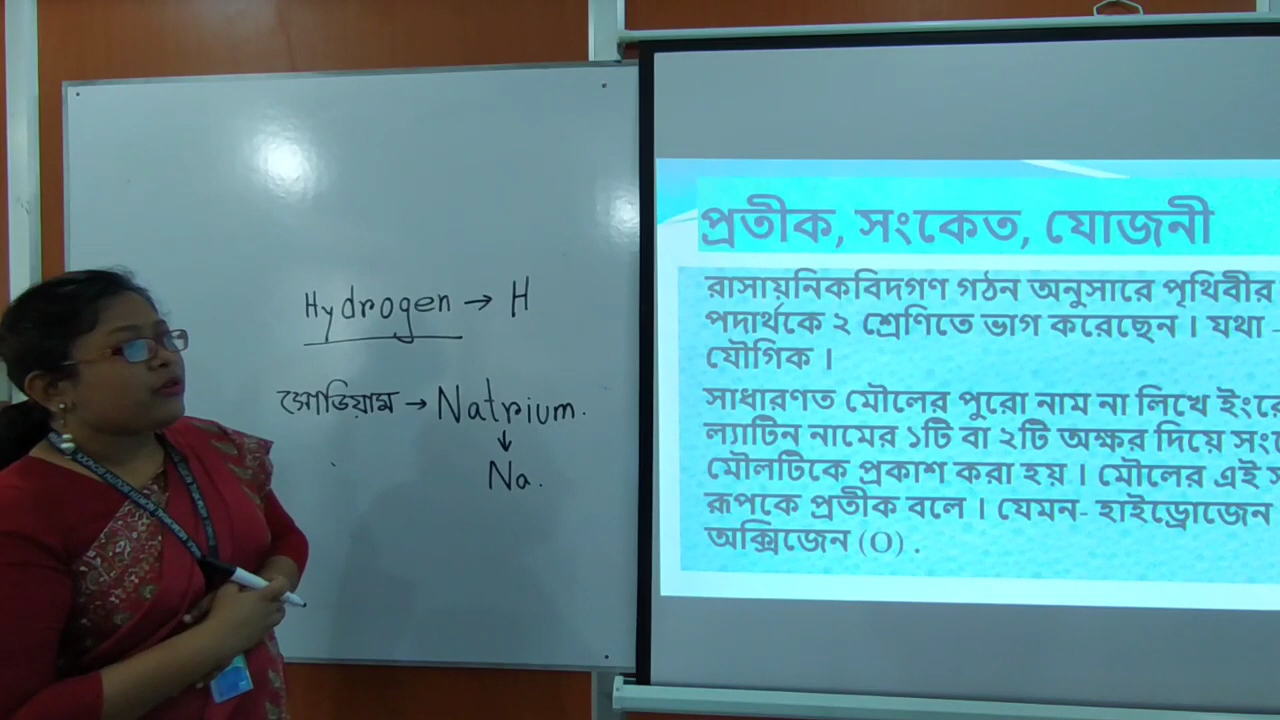 Hydrogen → H
সোডিয়াম → Natrium.
↓
Na.
প্রতীক, সংকেত, যোজনী
রাসায়নিকবিদগণ গঠন অনুসারে পৃথিবীর
পদার্থকে ২ শ্রেণিতে ভাগ করেছেন । যথা -
যৌগিক ।
সাধারণত মৌলের পুরো নাম না লিখে
ল্যাটিন নামের ১টি বা ২টি অক্ষর দিয়ে
মৌলটিকে প্রকাশ করা হয় । মৌলের এই
রূপকে প্রতীক বলে । যেমন- হাইড্রোজেন
অক্সিজেন (O) .